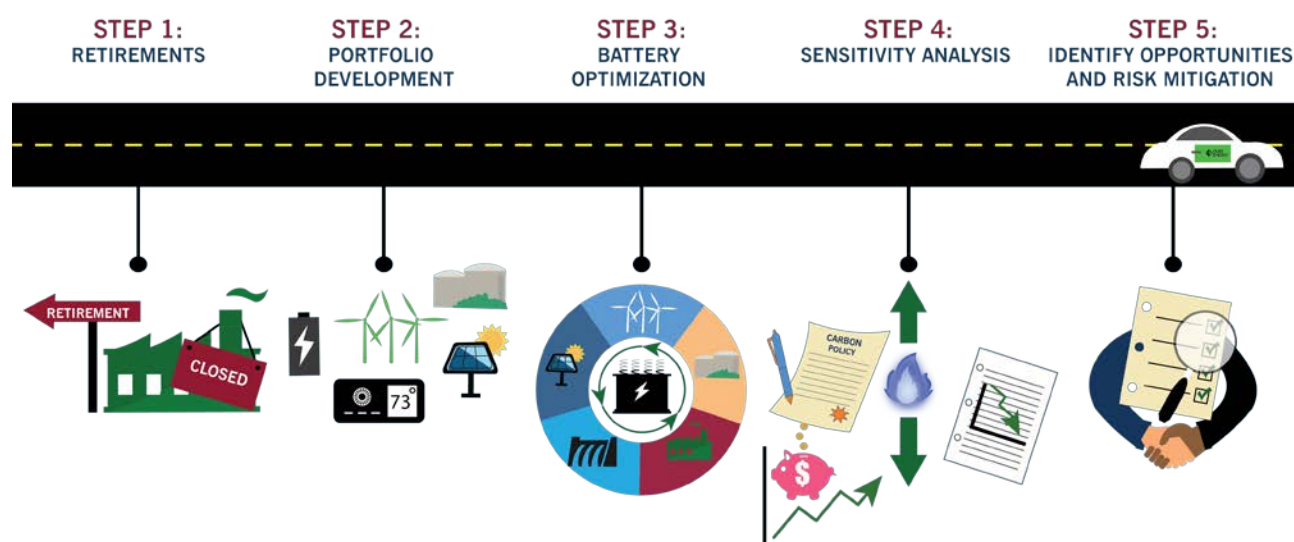 STEP 1:
RETIREMENTS
STEP 2:
PORTFOLIO
DEVELOPMENT
STEP 3:
BATTERY
OPTIMIZATION
STEP 4:
SENSITIVITY ANALYSIS
STEP 5:
IDENTIFY OPPORTUNITIES
AND RISK MITIGATION
RETIREMENT
CLOSED
73°
CARBON
POLICY
$